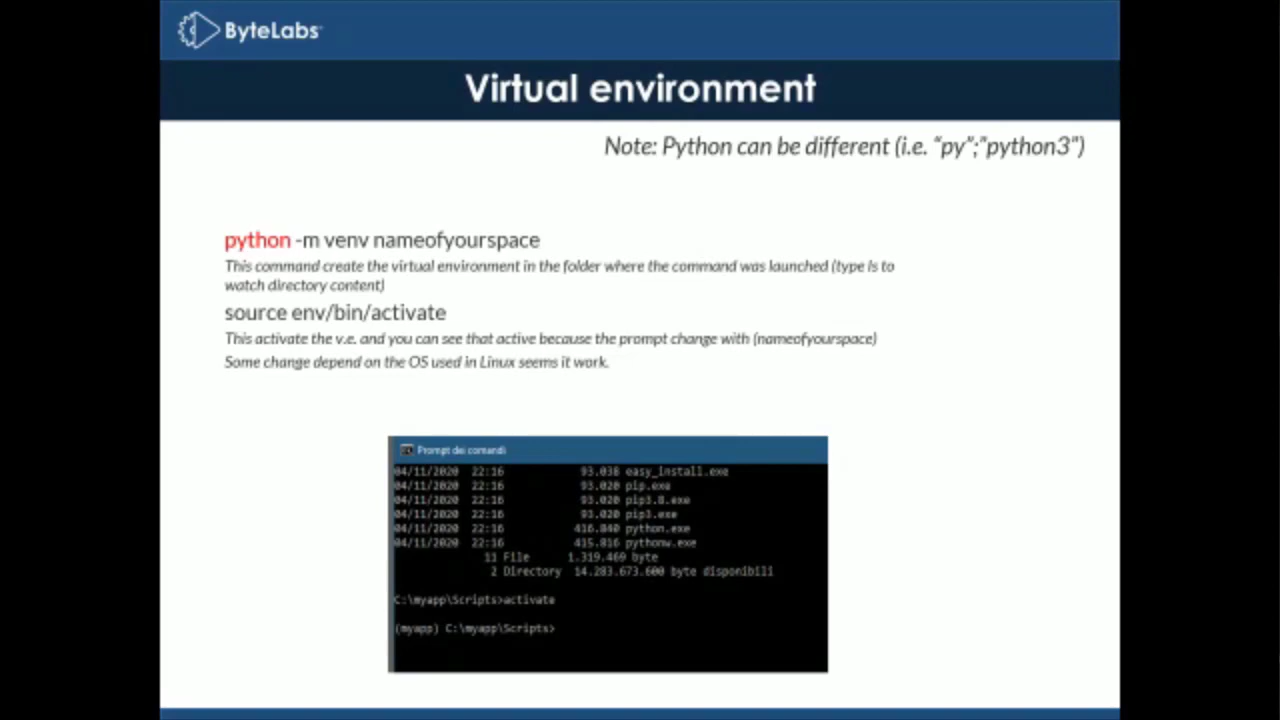 ByteLabs
Virtual environment
Note: Python can be different (i.e. “py”;”python3”)
python -m venv nameofyourspace
This command create the virtual environment in the folder where the command was launched (type ls to
watch directory content)
source env/bin/activate
This activate the v.e. and you can see that active because the prompt change with (nameofyourspace)
Some change depend on the OS used in Linux seems it work.
Prompt dei comandi
04/11/2020 22:16 93.038 easy_install.exe
04/11/2020 22:16 93.020 pip.exe
04/11/2020 22:16 93.020 pip3.8.exe
04/11/2020 22:16 93.020 pip3.exe
04/11/2020 22:16 416.840 python.exe
04/11/2020 22:16 415.816 pythonw.exe
11 File 1.319.469 byte
2 Directory 14.283.673.600 byte disponibili
C:\myapp\Scripts>activate
(myapp) C:\myapp\Scripts>